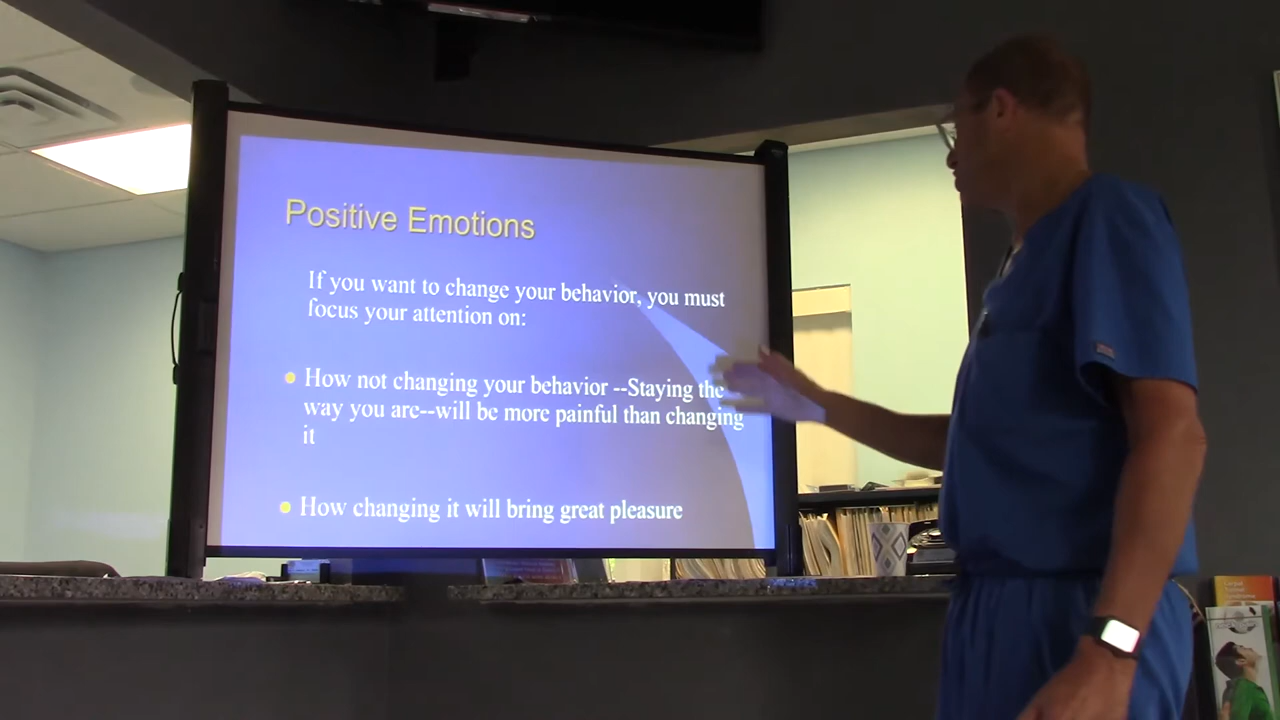 Positive Emotions
If you want to change your behavior, you must
focus your attention on:
How not changing your behavior --Staying the
way you are--will be more painful than changing
it
How changing it will bring great pleasure